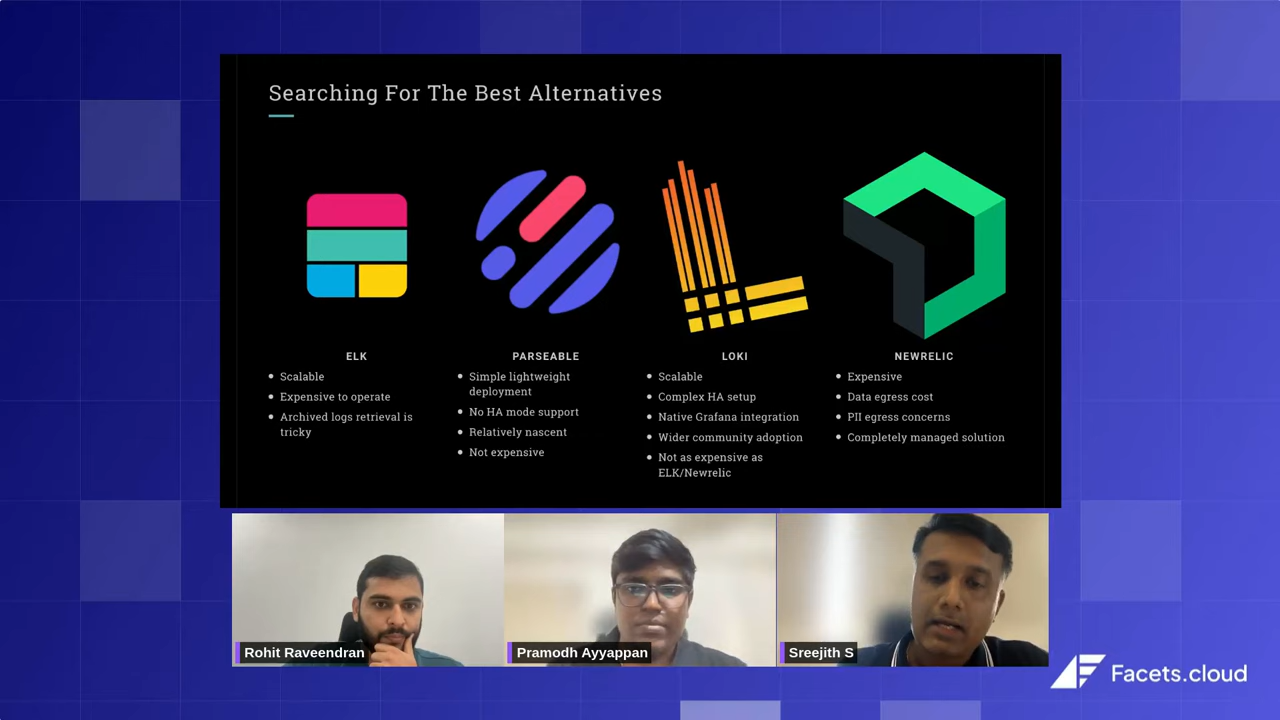 Searching For The Best Alternatives
ELK
Scalable
Expensive to operate
Archived logs retrieval is
tricky
PARSEABLE
Simple lightweight
deployment
No HA mode support
Relatively nascent
Not expensive
LOKI
Scalable
Complex HA setup
Native Grafana integration
Wider community adoption
Not as expensive as
ELK/Newrelic
NEWRELIC
Expensive
Data egress cost
PII egress concerns
Completely managed solution
Rohit Raveendran
Pramodh Ayyappan
Sreejith S
Facets.cloud